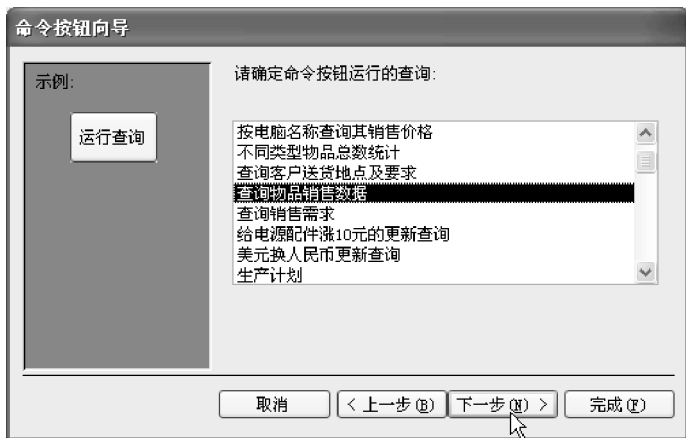 命令按钮向导
示例:
运行查询
请确定命令按钮运行的查询:
按电脑名称查询其销售价格
不同类型物品总数统计
查询客户送货地点及要求
查询物品销售数据
查询销售需求
给电源配件涨10元的更新查询
美元换人民币更新查询
生产计划
取消
< 上一步(B)
下一步(N) >
完成(F)